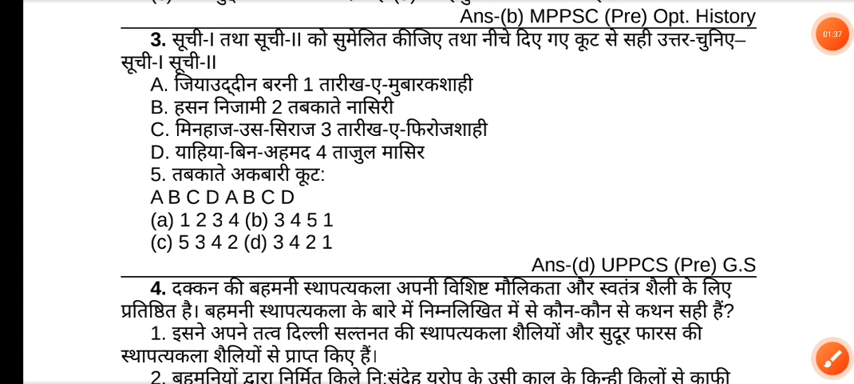 Ans-(b) MPPSC (Pre) Opt. History
3. सूची-I तथा सूची-II को सुमेलित कीजिए तथा नीचे दिए गए कूट से सही उत्तर-चुनिए–
सूची-I सूची-II
A. जियाउद्दीन बरनी 1 तारीख-ए-मुबारकशाही
B. हसन निजामी 2 तबकाते नासिरी
C. मिनहाज-उस-सिराज 3 तारीख-ए-फिरोजशाही
D. याहिया-बिन-अहमद 4 ताजुल मासिर
5. तबकाते अकबारी कूट:
A B C D A B C D
(a) 1 2 3 4 (b) 3 4 5 1
(c) 5 3 4 2 (d) 3 4 2 1
Ans-(d) UPPCS (Pre) G.S
4. दक्कन की बहमनी स्थापत्यकला अपनी विशिष्ट मौलिकता और स्वतंत्र शैली के लिए
प्रतिष्ठित है। बहमनी स्थापत्यकला के बारे में निम्नलिखित में से कौन-कौन से कथन सही हैं?
1. इसने अपने तत्व दिल्ली सल्तनत की स्थापत्यकला शैलियों और सुदूर फारस की
स्थापत्यकला शैलियों से प्राप्त किए हैं।
2. बहमनियों द्वारा निर्मित किले नि:संदेह यूरोप के उसी काल के किन्ही किलों से काफी
01:37